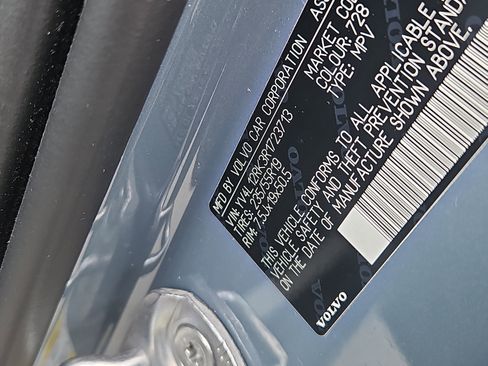 MFD BY VOLVO CAR CORPORATION ASS
MARKET CO
COLOUR: 728
VIN: YV4L12RK3R1723713 TYPE: MPV
TIRES: 235/55R19
RIM: 7.5JX19X50.5
THIS VEHICLE CONFORMS TO ALL APPLICABLE
VEHICLE SAFETY AND THEFT PREVENTION STANDA
ON THE DATE OF MANUFACTURE SHOWN ABOVE.
VOLVO